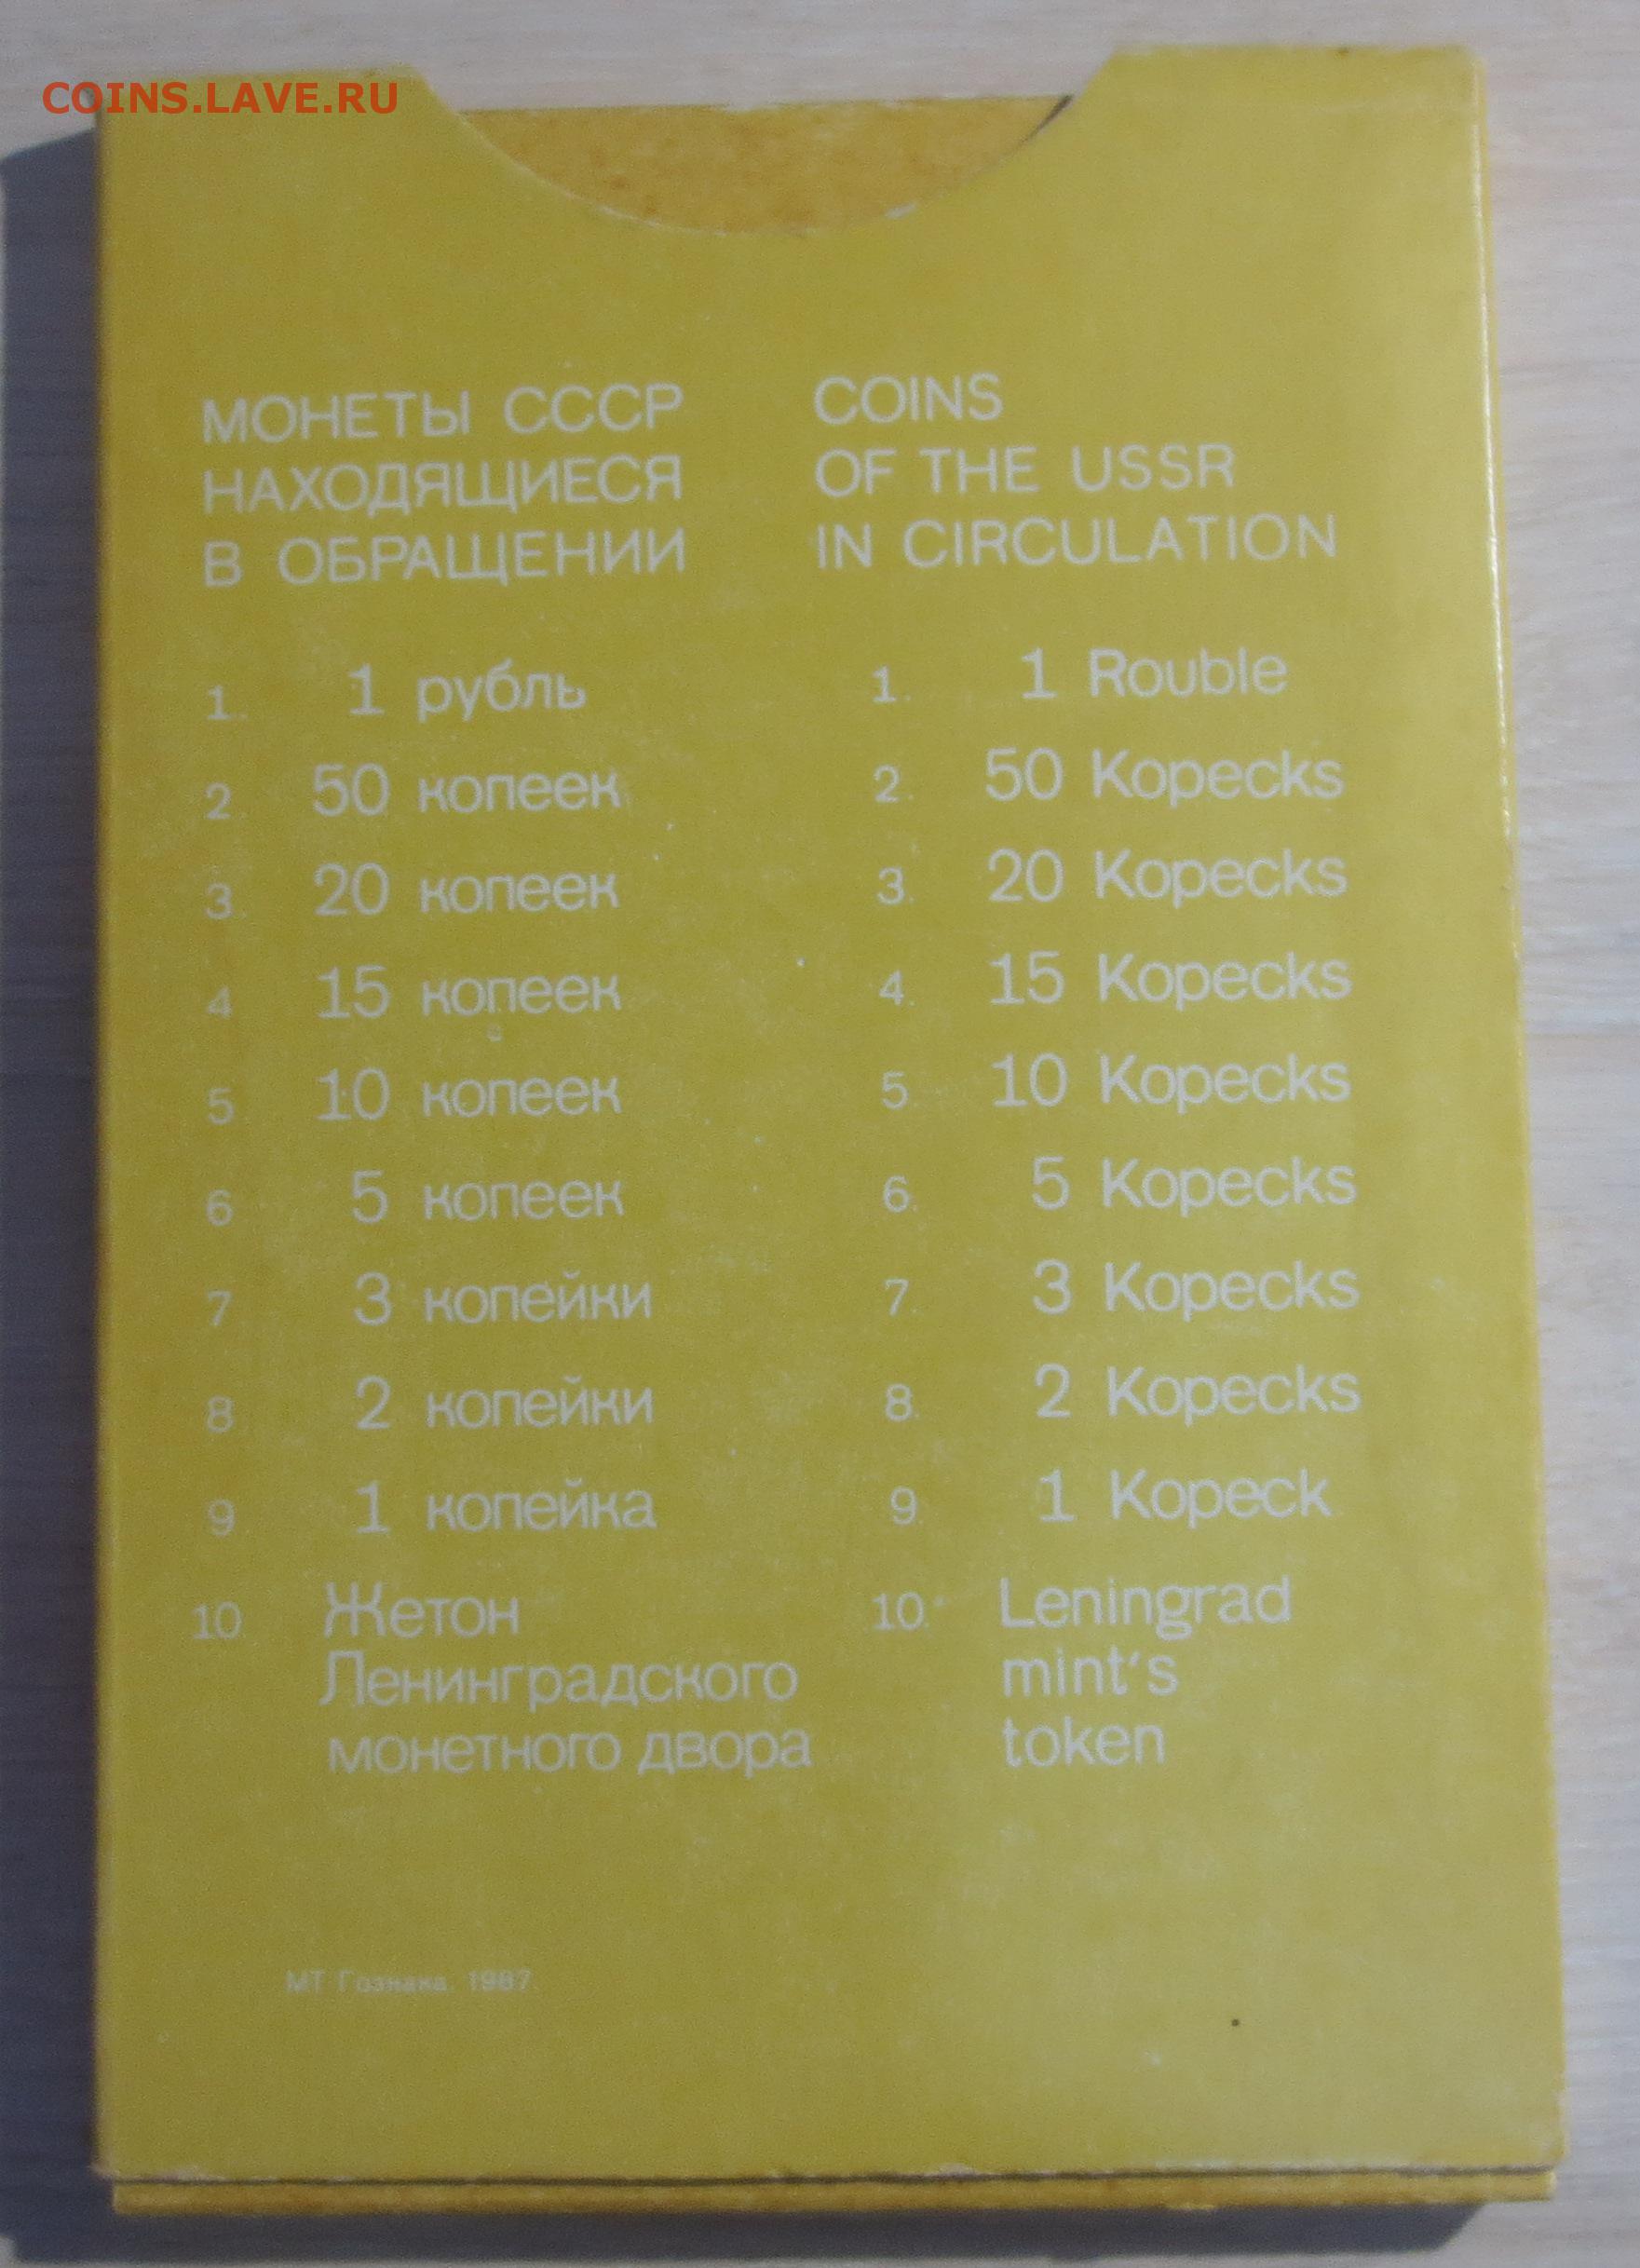 COINS.LAVE.RU
МОНЕТЫ СССР
НАХОДЯЩИЕСЯ
В ОБРАЩЕНИИ
1. 1 рубль
2. 50 копеек
3. 20 копеек
4 15 копеек
5 10 копеек
6 5 копеек
7 3 копейки
8 2 копейки
9 1 копейка
10 Жетон
Ленинградского
монетного двора
COINS
OF THE USSR
IN CIRCULATION
1. 1 Rouble
2. 50 Kopecks
3. 20 Kopecks
4. 15 Kopecks
5. 10 Kopecks
6. 5 Kopecks
7. 3 Kopecks
8. 2 Kopecks
9. 1 Kopeck
10. Leningrad
mint's
token
МТ Гознака. 1987.